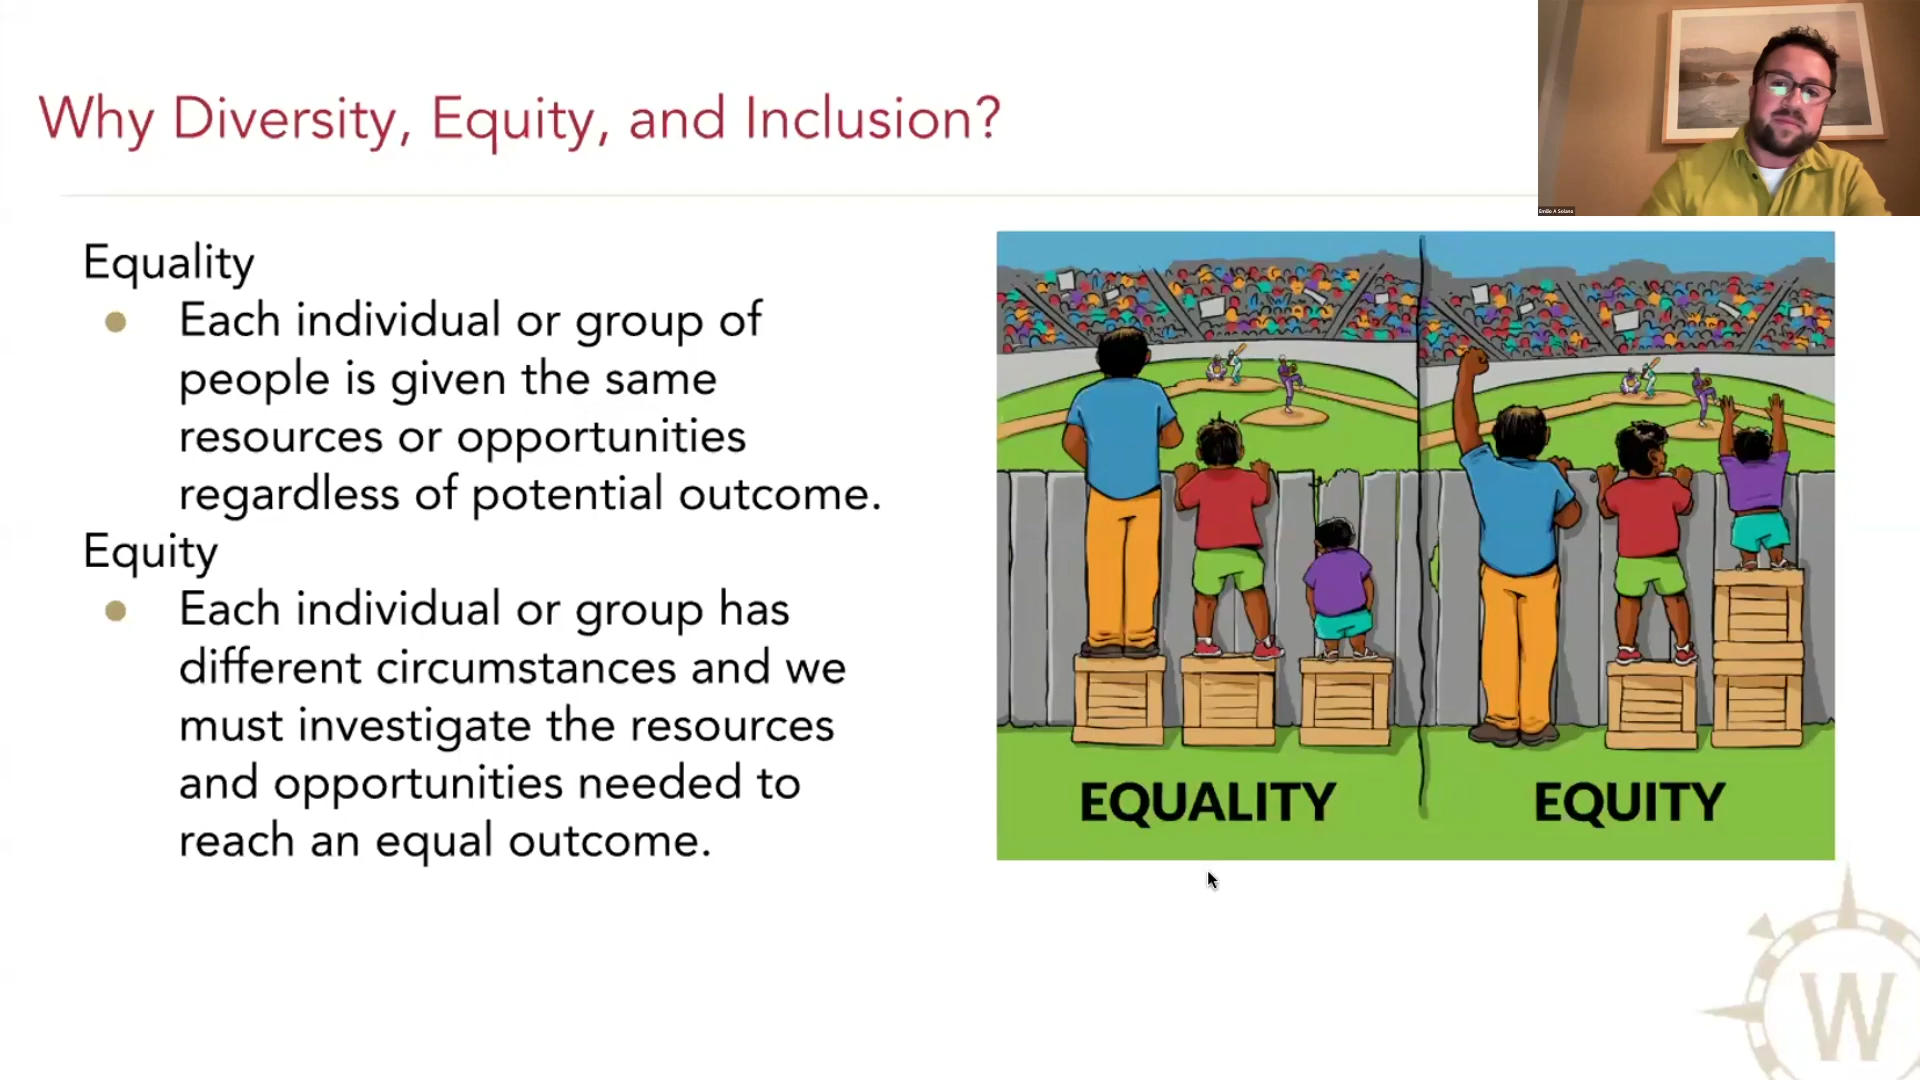 Why Diversity, Equity, and Inclusion?
Emilio A Solano
Equality
Each individual or group of
people is given the same
resources or opportunities
regardless of potential outcome.
Equity
Each individual or group has
different circumstances and we
must investigate the resources
and opportunities needed to
reach an equal outcome.
EQUALITY
EQUITY
W